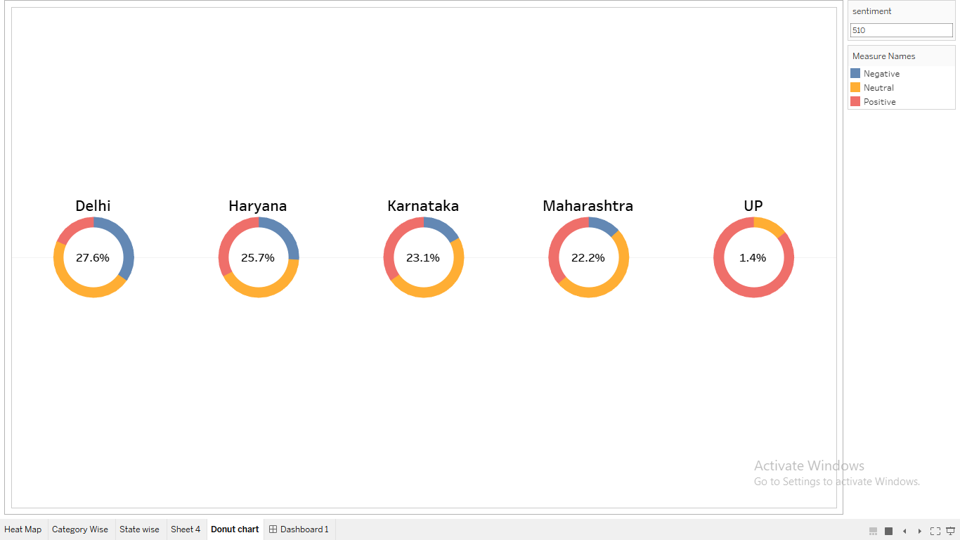 sentiment
510
Measure Names
Negative
Neutral
Positive
Delhi
Haryana
Karnataka
Maharashtra
UP
27.6%
25.7%
23.1%
22.2%
1.4%
Activate Windows
Go to Settings to activate Windows.
Heat Map
Category Wise
State wise
Sheet 4
Donut chart
Dashboard 1